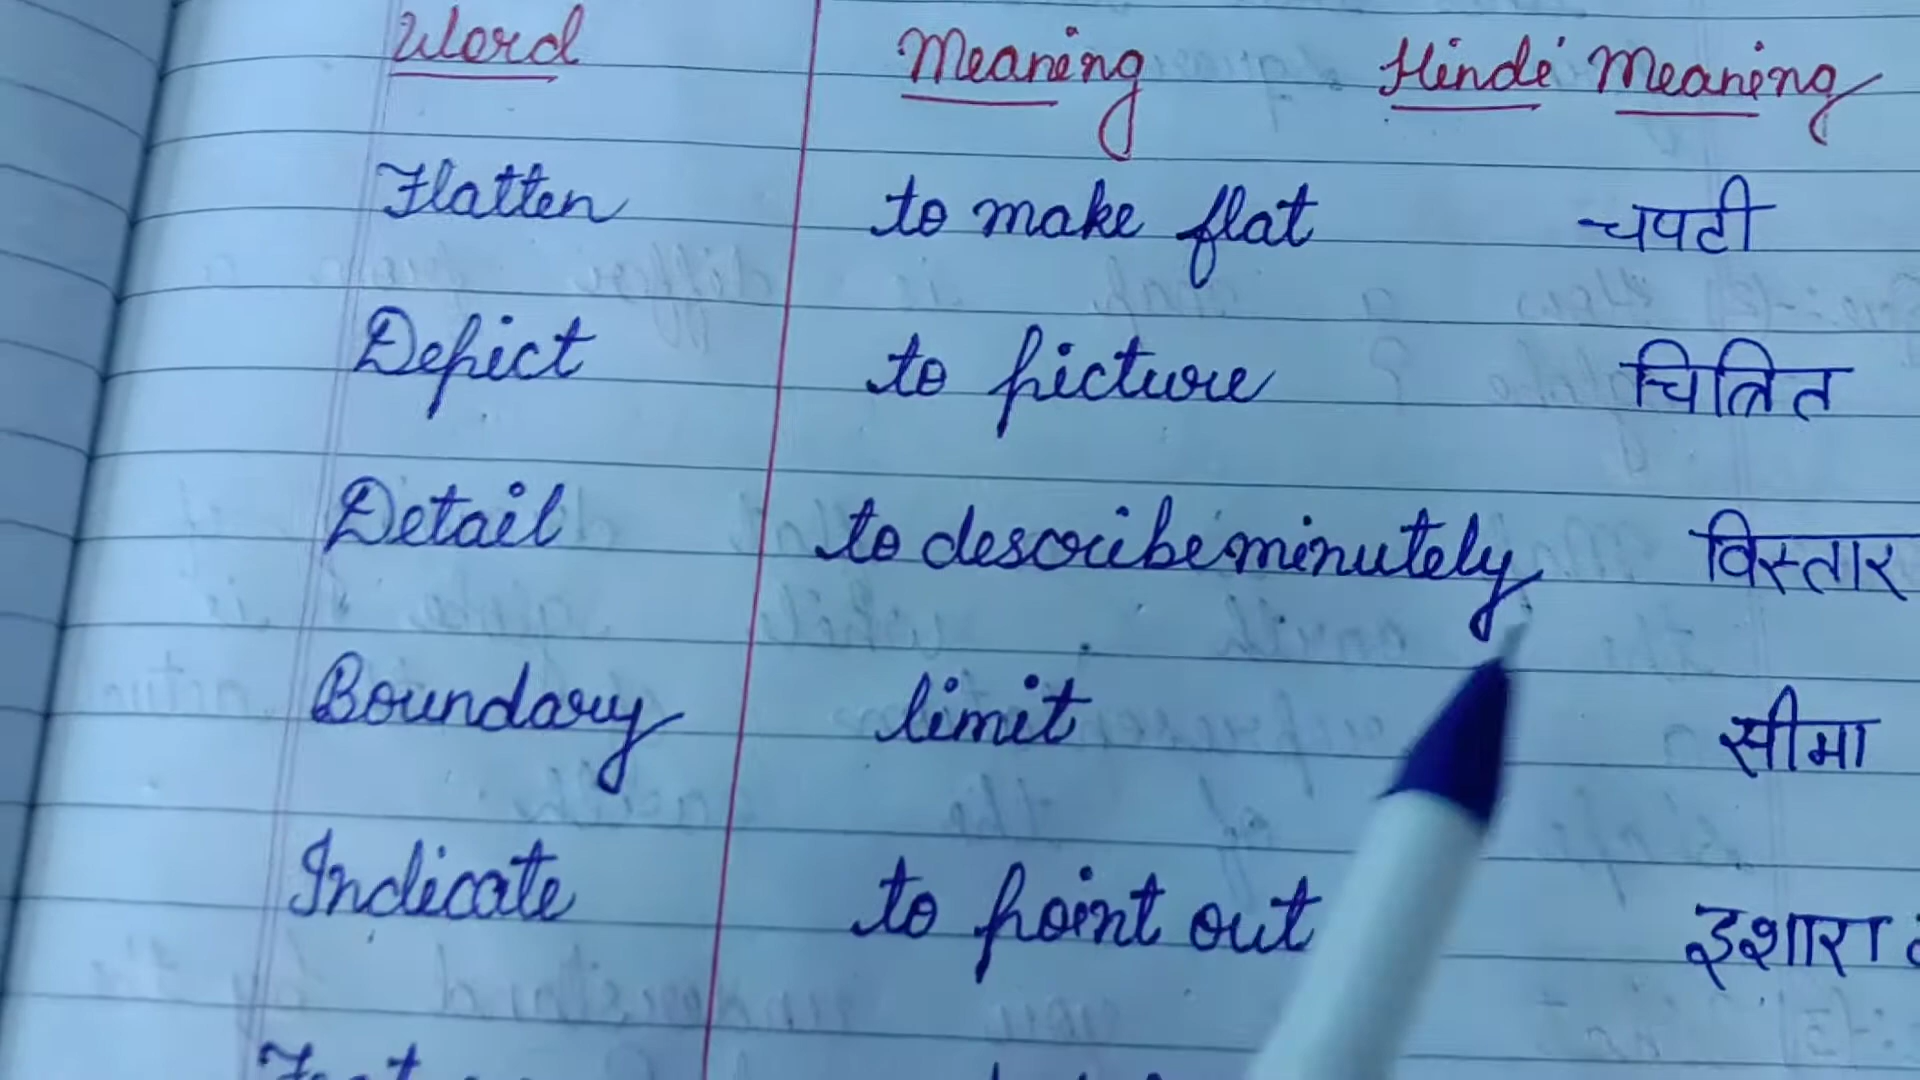 Word Meaning Hindi Meaning
Flatten to make flat चपटी
Depict to picture चित्रित
Detail to describe minutely विस्तार
Boundary limit सीमा
Indicate to point out इशारा